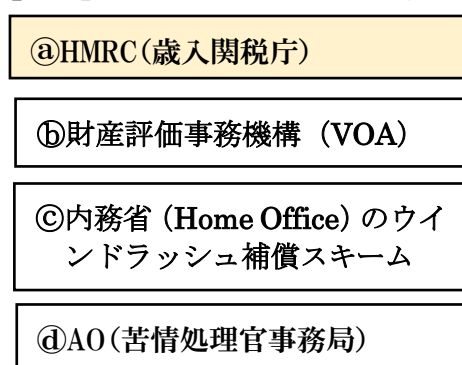 ⓐHMRC(歳入関税庁)
ⓑ財産評価事務機構（VOA）
ⓒ内務省（Home Office）のウイ
ンドラッシュ補償スキーム
ⓓAO(苦情処理官事務局)